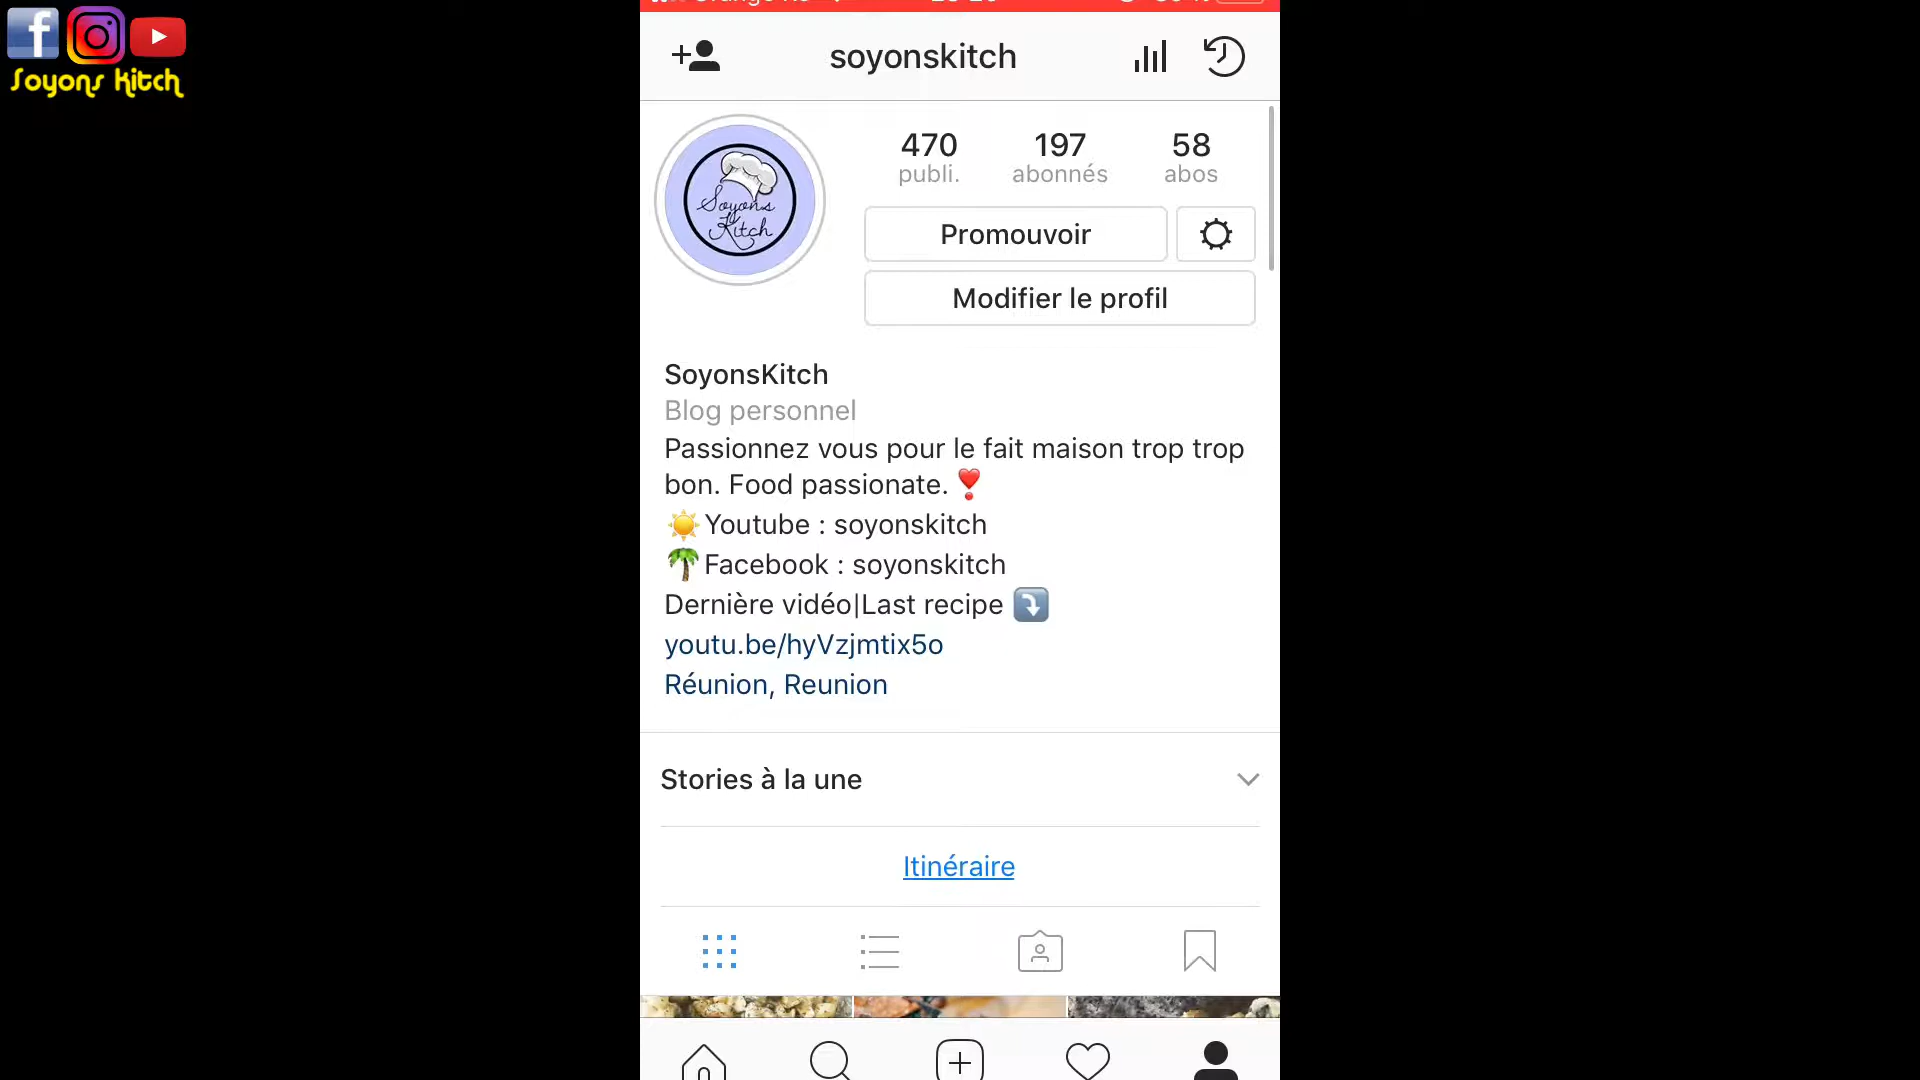 Soyons Kitch
soyonskitch
470
197
58
publi.
abonnés
abos
Soyons
Kitch
Promouvoir
Modifier le profil
SoyonsKitch
Blog personnel
Passionnez vous pour le fait maison trop trop
bon. Food passionate.
Youtube : soyonskitch
Facebook : soyonskitch
Dernière vidéo|Last recipe
youtu.be/hyVzjmtix5o
Réunion, Reunion
Stories à la une
Itinéraire